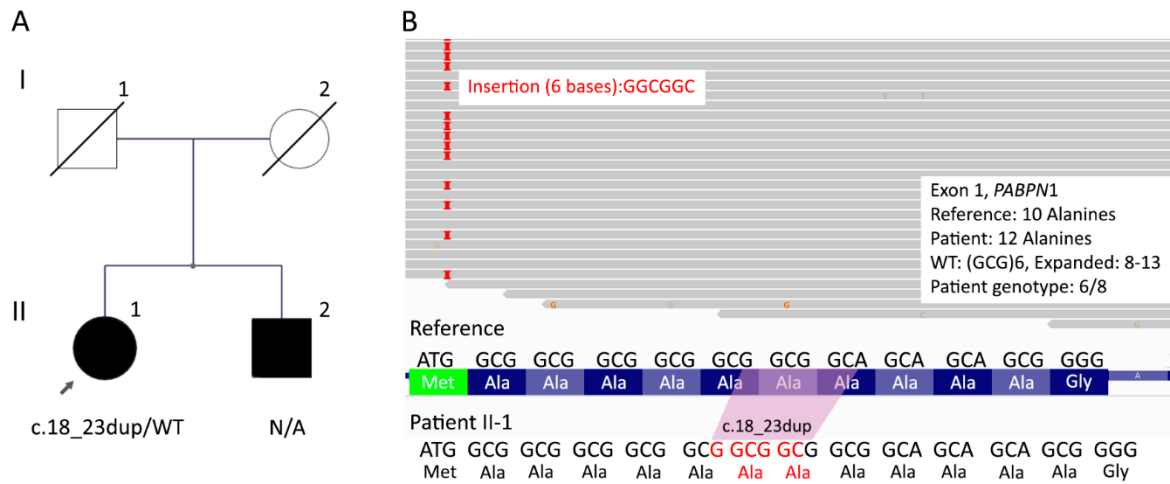 A
I
1
2
II
1
2
c.18_23dup/WT
N/A
B
Insertion (6 bases):GGCGGC
Exon 1, PABPN1
Reference: 10 Alanines
Patient: 12 Alanines
WT: (GCG)6, Expanded: 8-13
Patient genotype: 6/8
G
G
G
G
C
G
Reference
ATG GCG GCG GCG GCG GCG GCG GCA GCA GCA GCG GGG
Met Ala Ala Ala Ala Ala Ala Ala Ala Ala Ala Gly
A
Patient II-1
c.18_23dup
ATG GCG GCG GCG GCG GCG GCG GCG GCG GCA GCA GCA GCG GGG
Met Ala Ala Ala Ala Ala Ala Ala Ala Ala Ala Ala Ala Gly